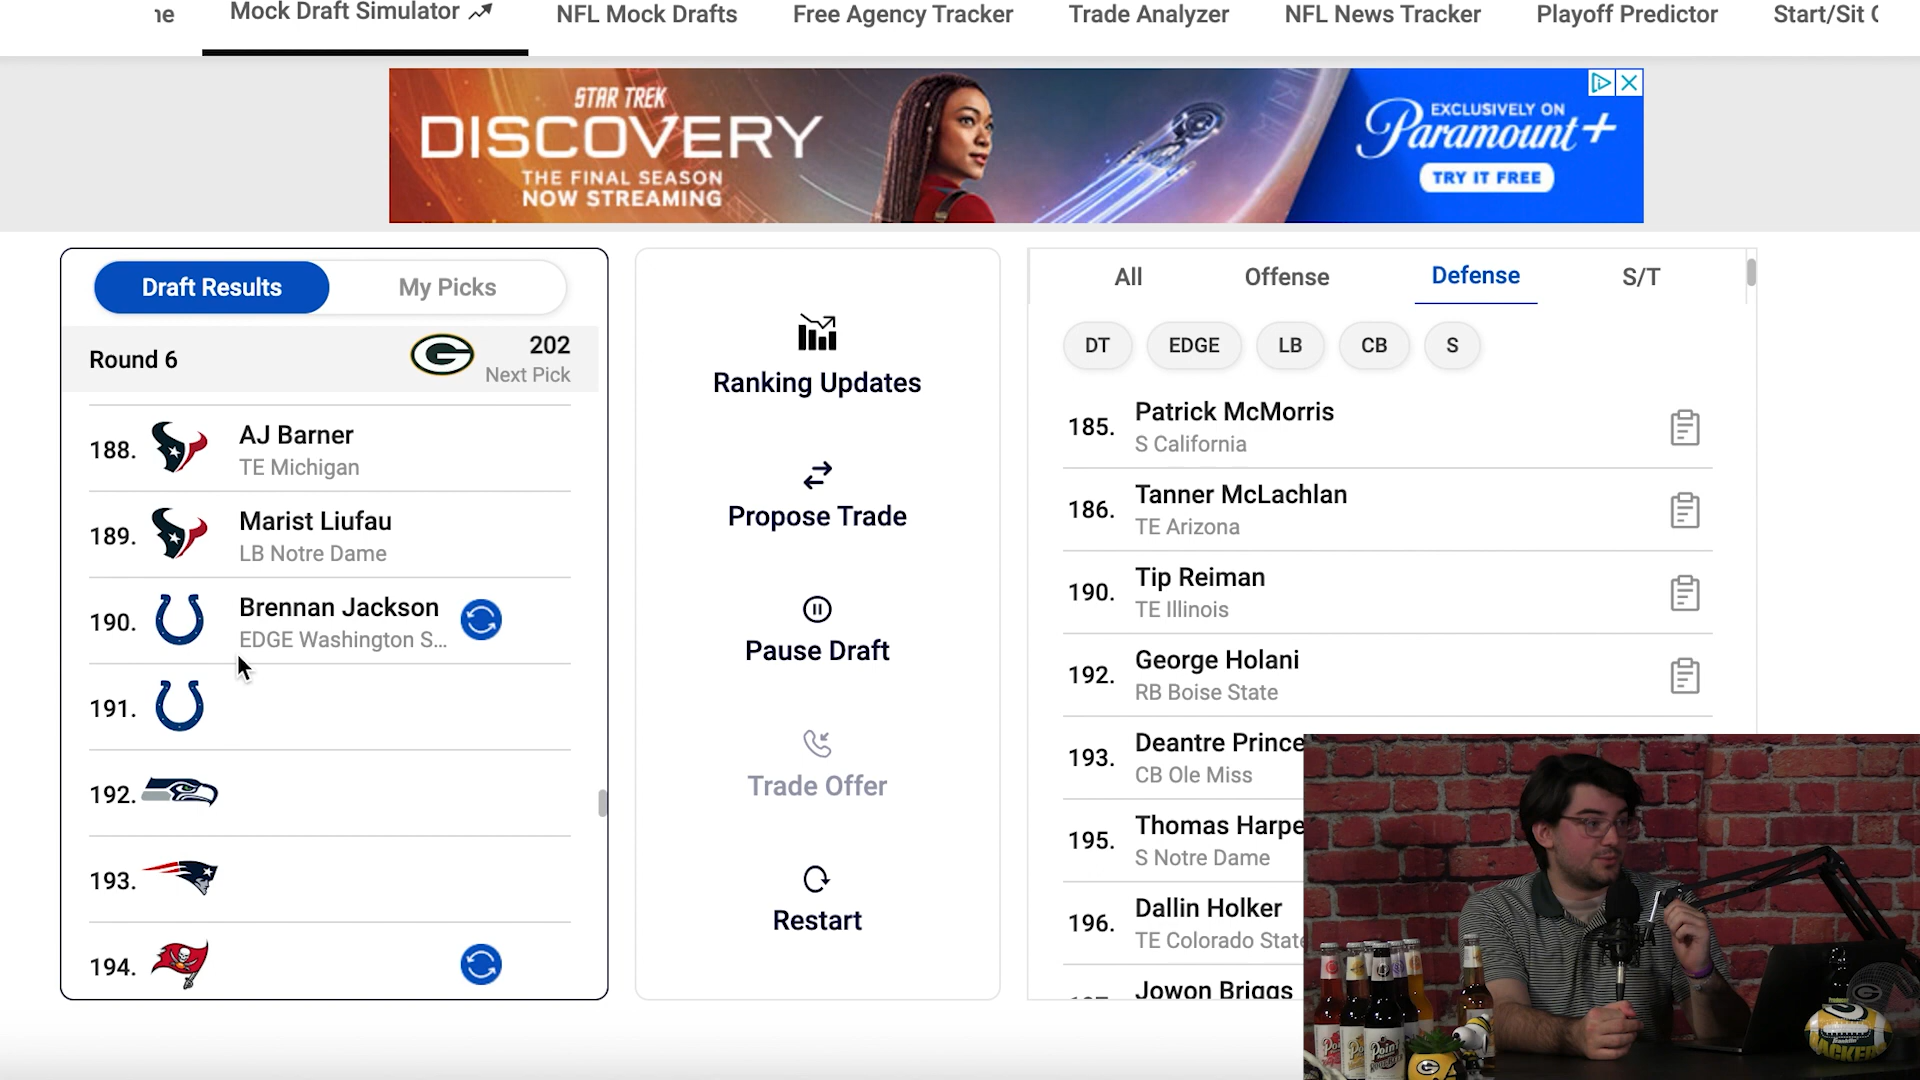 Mock Draft Simulator
NFL Mock Drafts
Free Agency Tracker
Trade Analyzer
NFL News Tracker
Playoff Predictor
Start/Sit
STAR TREK
DISCOVERY
THE FINAL SEASON
NOW STREAMING
EXCLUSIVELY ON
Paramount+
TRY IT FREE
Draft Results
My Picks
Round 6
202
Next Pick
188.
AJ Barner
TE Michigan
189.
Marist Liufau
LB Notre Dame
190.
Brennan Jackson
EDGE Washington S...
191.
192.
193.
194.
Ranking Updates
Propose Trade
Pause Draft
Trade Offer
Restart
All
Offense
Defense
S/T
DT
EDGE
LB
CB
S
185.
Patrick McMorris
S California
186.
Tanner McLachlan
TE Arizona
190.
Tip Reiman
TE Illinois
192.
George Holani
RB Boise State
193.
Deantre Prince
CB Ole Miss
195.
Thomas Harpe
S Notre Dame
196.
Dallin Holker
TE Colorado State
Jowon Briggs
Point
PACKERS